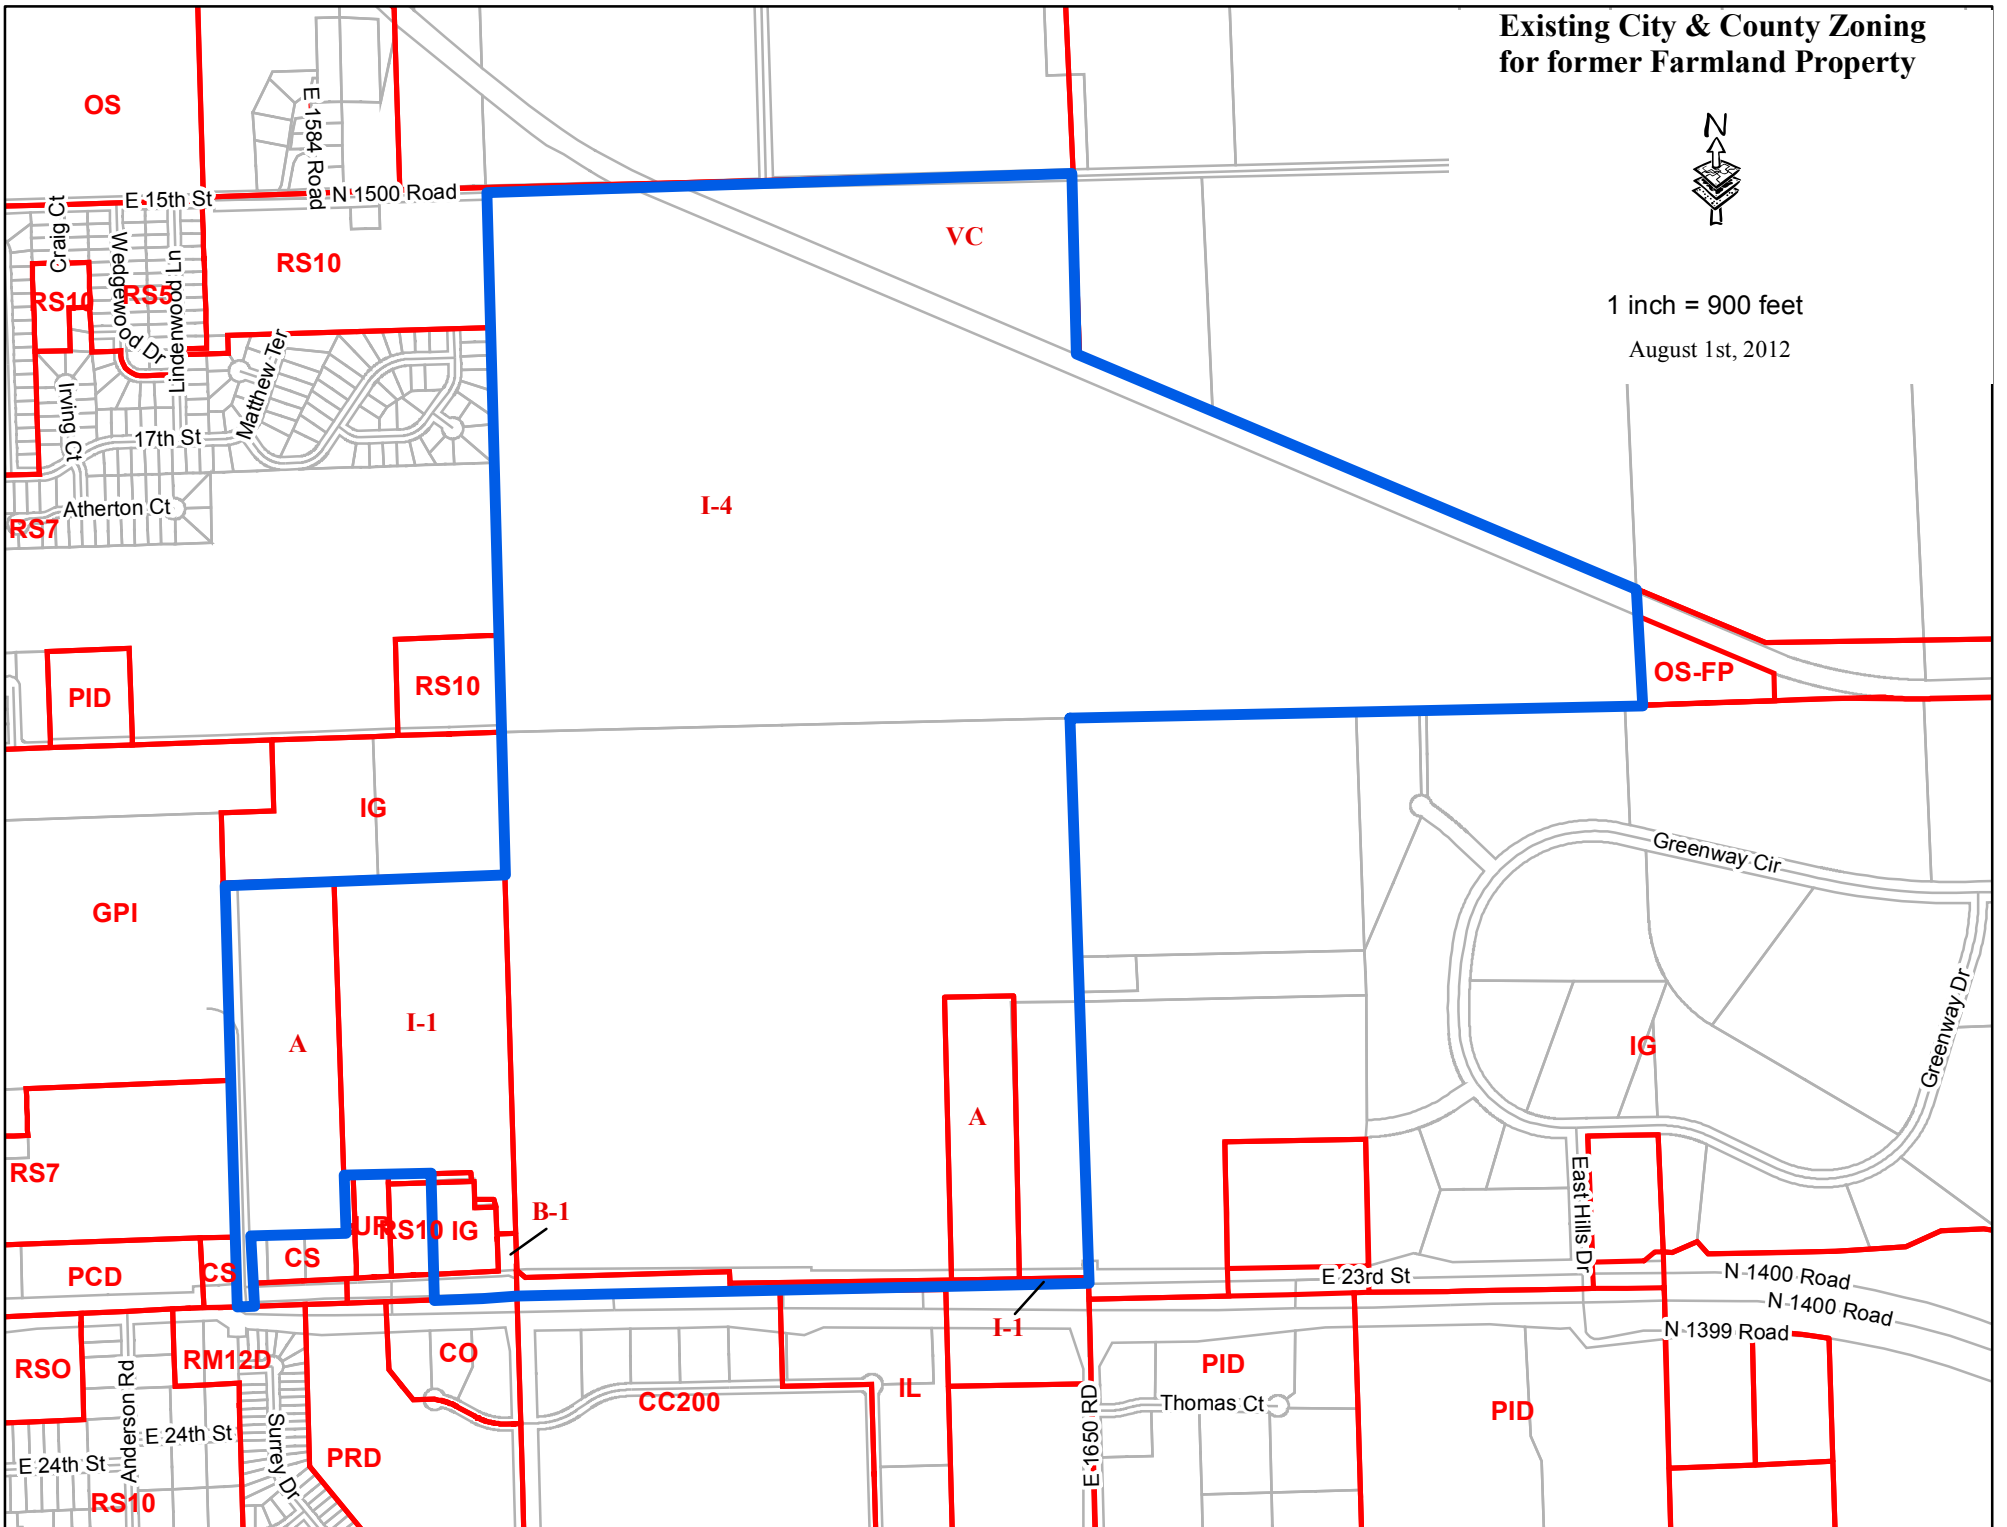 Existing City & County Zoning
for former Farmland Property
N
1 inch = 900 feet
August 1st, 2012
OS
E 1584 Road
E 15th St
N 1500 Road
Craig Ct
Wedgewood Dr
Lindenwood Ln
RS10
RS5
RS10
VC
Matthew Ter
Irving Ct
17th St
Atherton Ct
RS7
I-4
PID
RS10
OS-FP
IG
Greenway Cir
GPI
Greenway Dr
A
I-1
IG
A
RS7
East Hills Dr
B-1
UR
RS10
IG
CS
PCD
CS
E 23rd St
N 1400 Road
N 1400 Road
N 1399 Road
I-1
RSO
RM12D
CO
PID
Anderson Rd
CC200
IL
Thomas Ct
PID
E 1650 RD
E 24th St
Surrey Dr
PRD
E 24th St
RS10